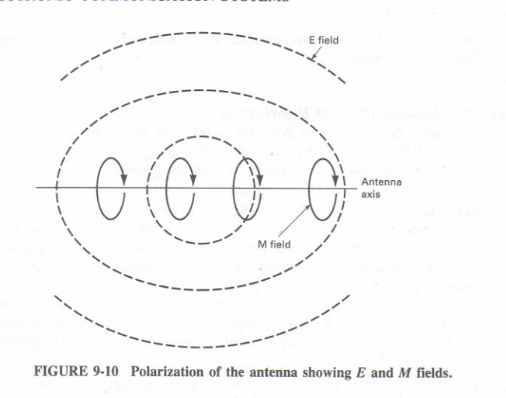 E field
Antenna
axis
M field
FIGURE 9-10 Polarization of the antenna showing E and M fields.